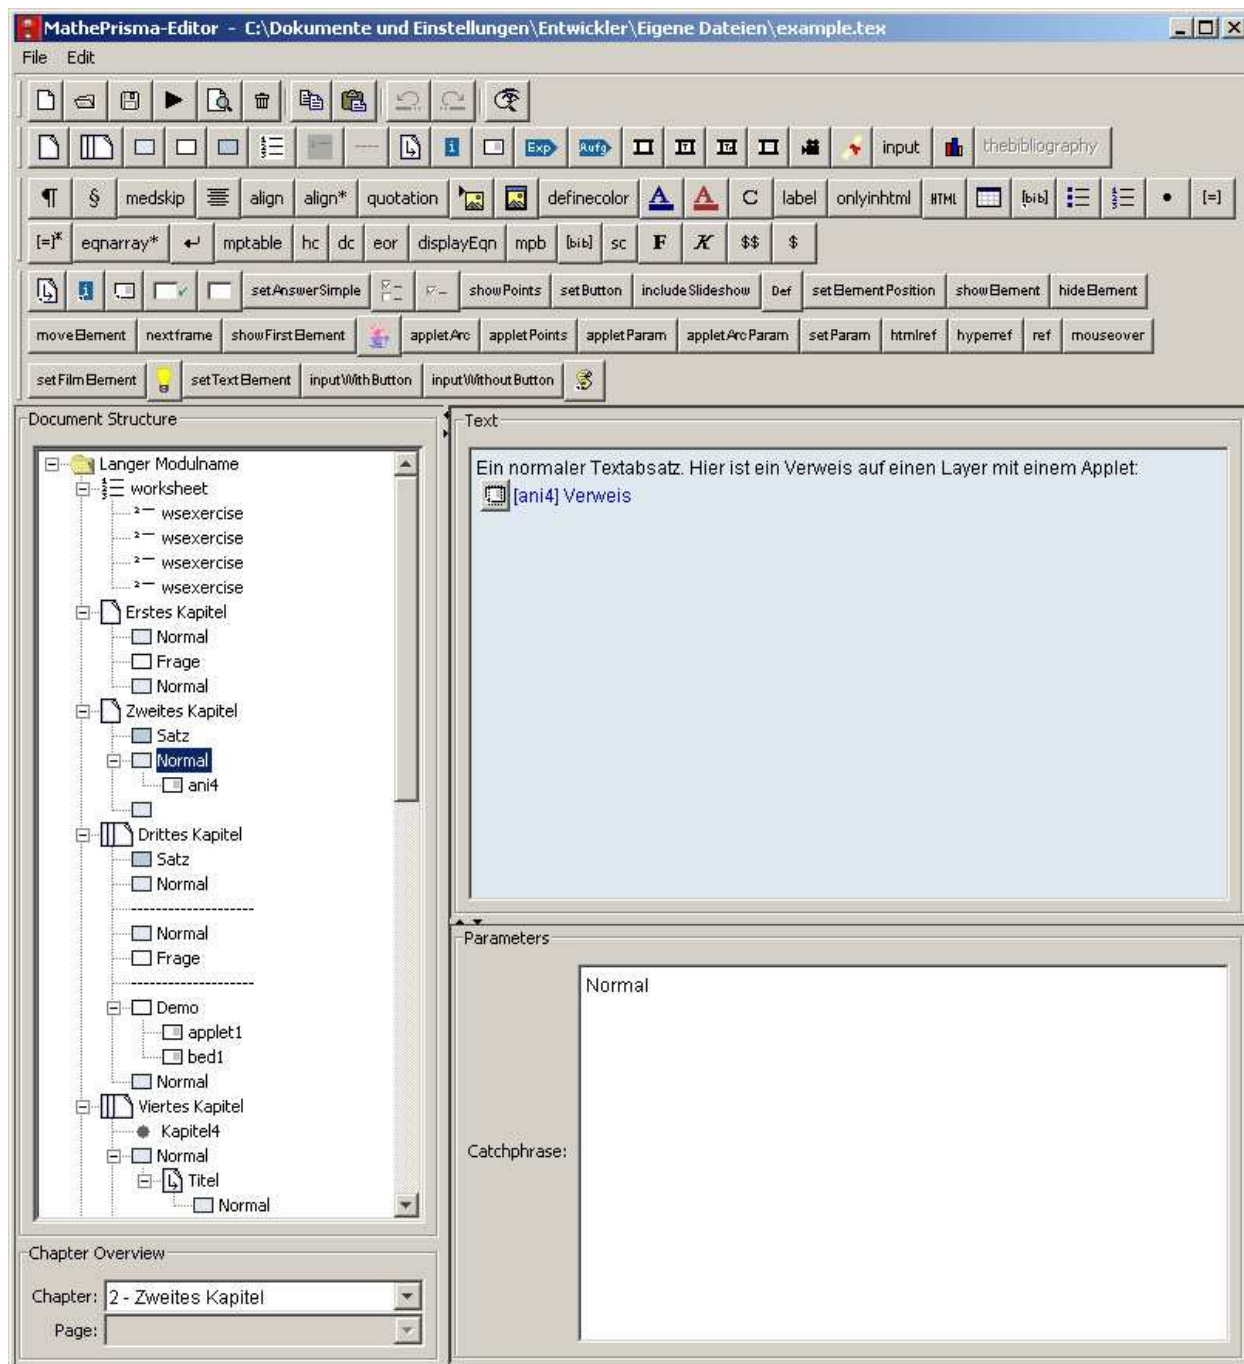 MathePrisma-Editor - C:\Dokumente und Einstellungen\Entwickler\Eigene Dateien\example.tex
File Edit
i Exp Aufg input thebibliography
¶ § medskip align align* quotation definecolor A A C label onlyinhtml HTML [bib] • [=]
[=]* eqnarray* mptable hc dc eor displayEqn mpb [bib] sc F K $$ $
i setAnswerSimple showPoints setButton includeSlideshow Def setElementPosition showElement hideElement
moveElement nextframe showFirstElement appletArc appletPoints appletParam appletArcParam setParam htmlref hyperref ref mouseover
setFilmElement setTextElement inputWithButton inputWithoutButton
Document Structure
Langer Modulname
worksheet
wsexercise
wsexercise
wsexercise
wsexercise
Erstes Kapitel
Normal
Frage
Normal
Zweites Kapitel
Satz
Normal
ani4
Drittes Kapitel
Satz
Normal
--------------------
Normal
Frage
--------------------
Demo
applet1
bed1
Normal
Viertes Kapitel
Kapitel4
Normal
Titel
Normal
Chapter Overview
Chapter: 2 - Zweites Kapitel
Page:
Text
Ein normaler Textabsatz. Hier ist ein Verweis auf einen Layer mit einem Applet:
[ani4] Verweis
Parameters
Catchphrase:
Normal